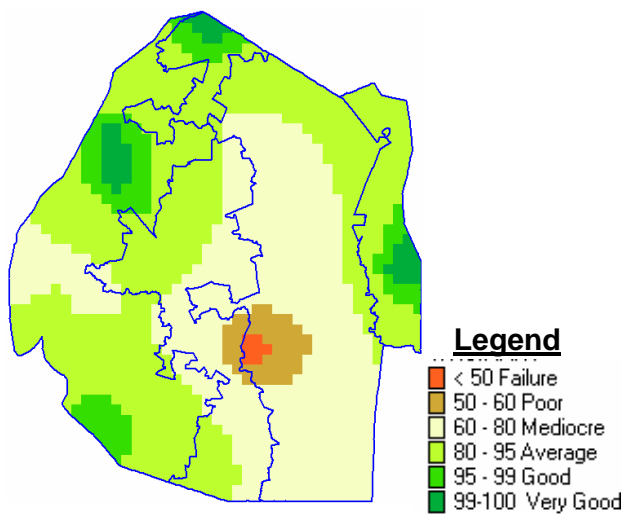 Legend
< 50 Failure
50 - 60 Poor
60 - 80 Mediocre
80 - 95 Average
95 - 99 Good
99-100 Very Good